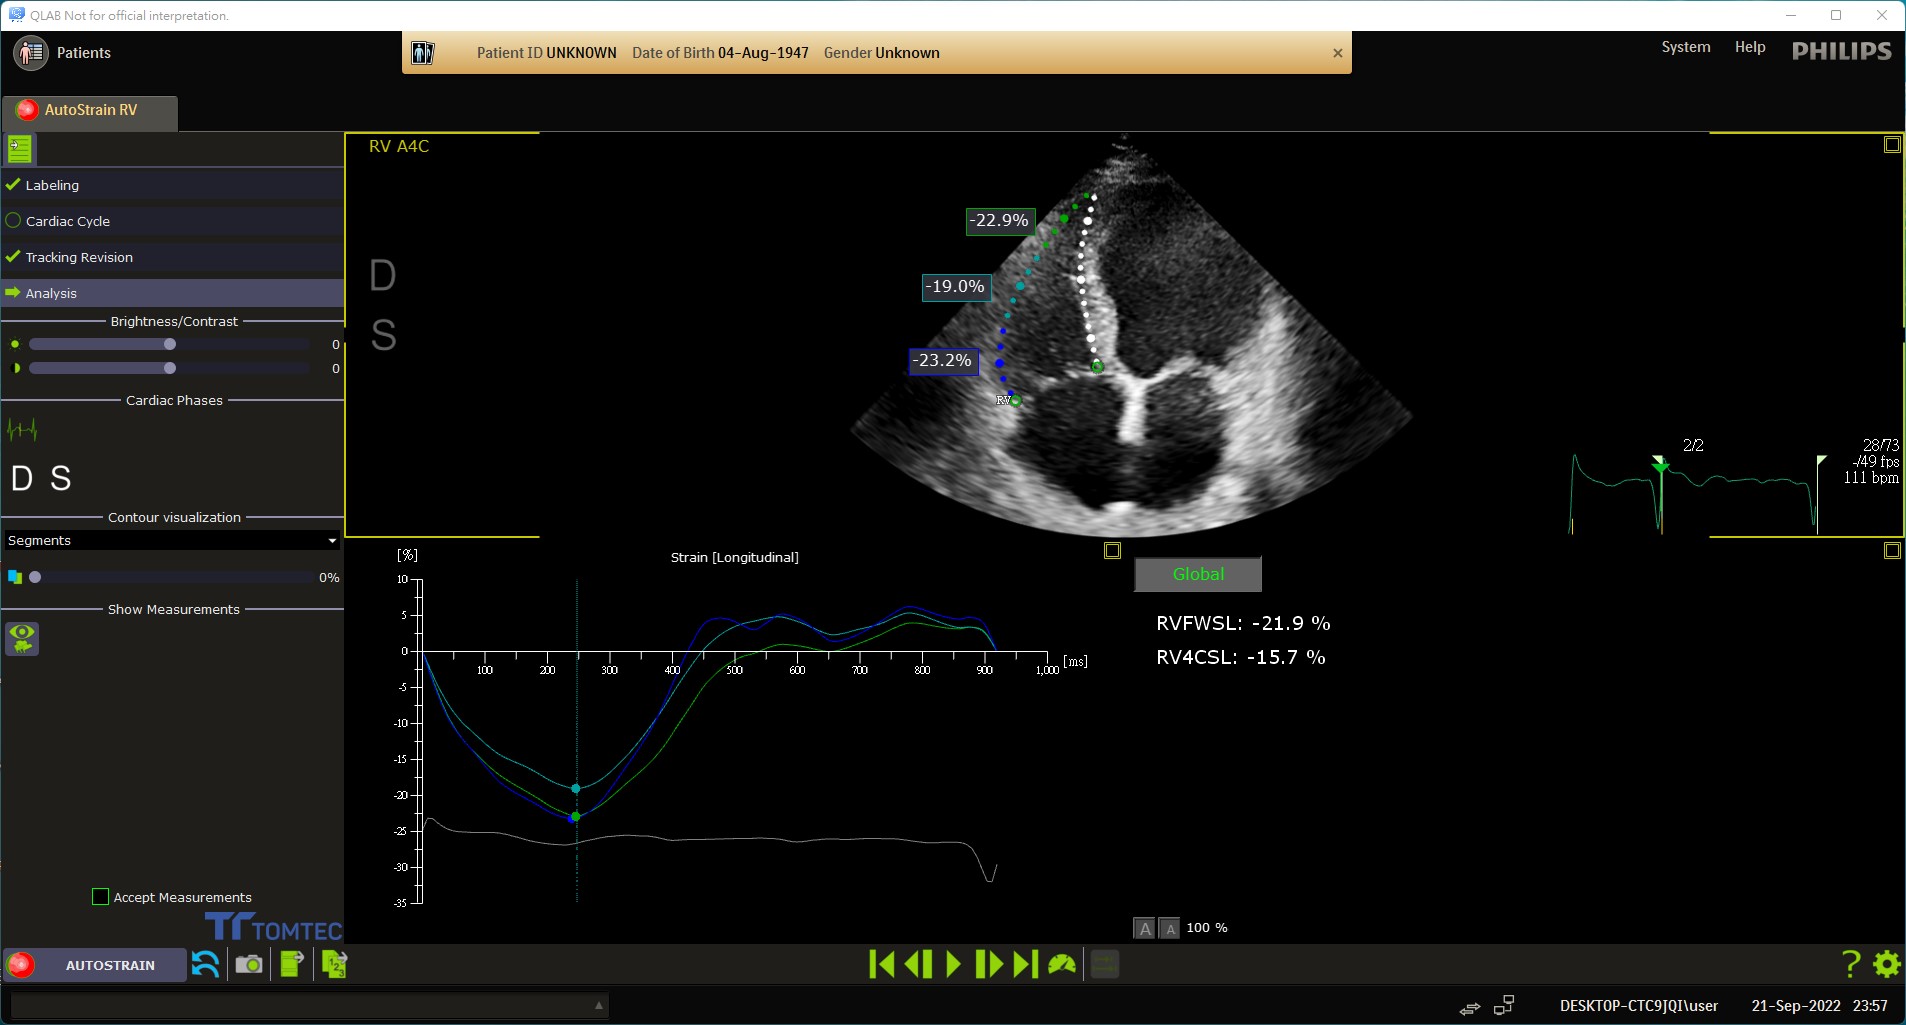 QLAB Not for official interpretation.
Patients
Patient ID UNKNOWN Date of Birth 04-Aug-1947 Gender Unknown
System Help PHILIPS
AutoStrain RV
Labeling
Cardiac Cycle
Tracking Revision
Analysis
Brightness/Contrast
0
0
Cardiac Phases
D S
Contour visualization
Segments
0%
Show Measurements
Accept Measurements
TOMTEC
RV A4C
D
S
-22.9%
-19.0%
-23.2%
RV
2/2
28/73
-/49 fps
111 bpm
[%]
Strain [Longitudinal]
10
5
0
-5
-10
-15
-20
-25
-30
-35
100 200 300 400 500 600 700 800 900 1,000 [ms]
Global
RVFWSL: -21.9 %
RV4CSL: -15.7 %
A A 100 %
AUTOSTRAIN
1 2 3
?
DESKTOP-CTC9JQI\user 21-Sep-2022 23:57